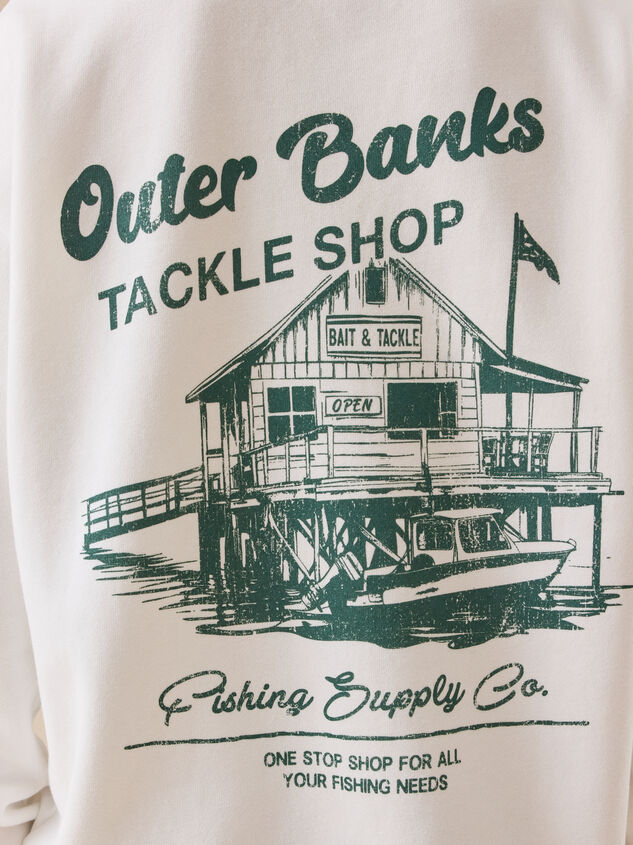 Outer Banks
TACKLE SHOP
BAIT & TACKLE
OPEN
Fishing Supply Co.
ONE STOP SHOP FOR ALL
YOUR FISHING NEEDS